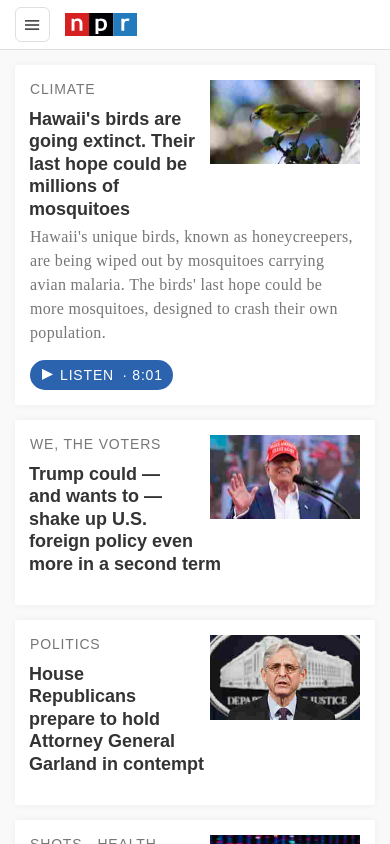 npr
CLIMATE
Hawaii's birds are
going extinct. Their
last hope could be
millions of
mosquitoes
Hawaii's unique birds, known as honeycreepers,
are being wiped out by mosquitoes carrying
avian malaria. The birds' last hope could be
more mosquitoes, designed to crash their own
population.
LISTEN · 8:01
WE, THE VOTERS
Trump could —
and wants to —
shake up U.S.
foreign policy even
more in a second term
POLITICS
House
Republicans
prepare to hold
Attorney General
Garland in contempt
SHOTS - HEALTH